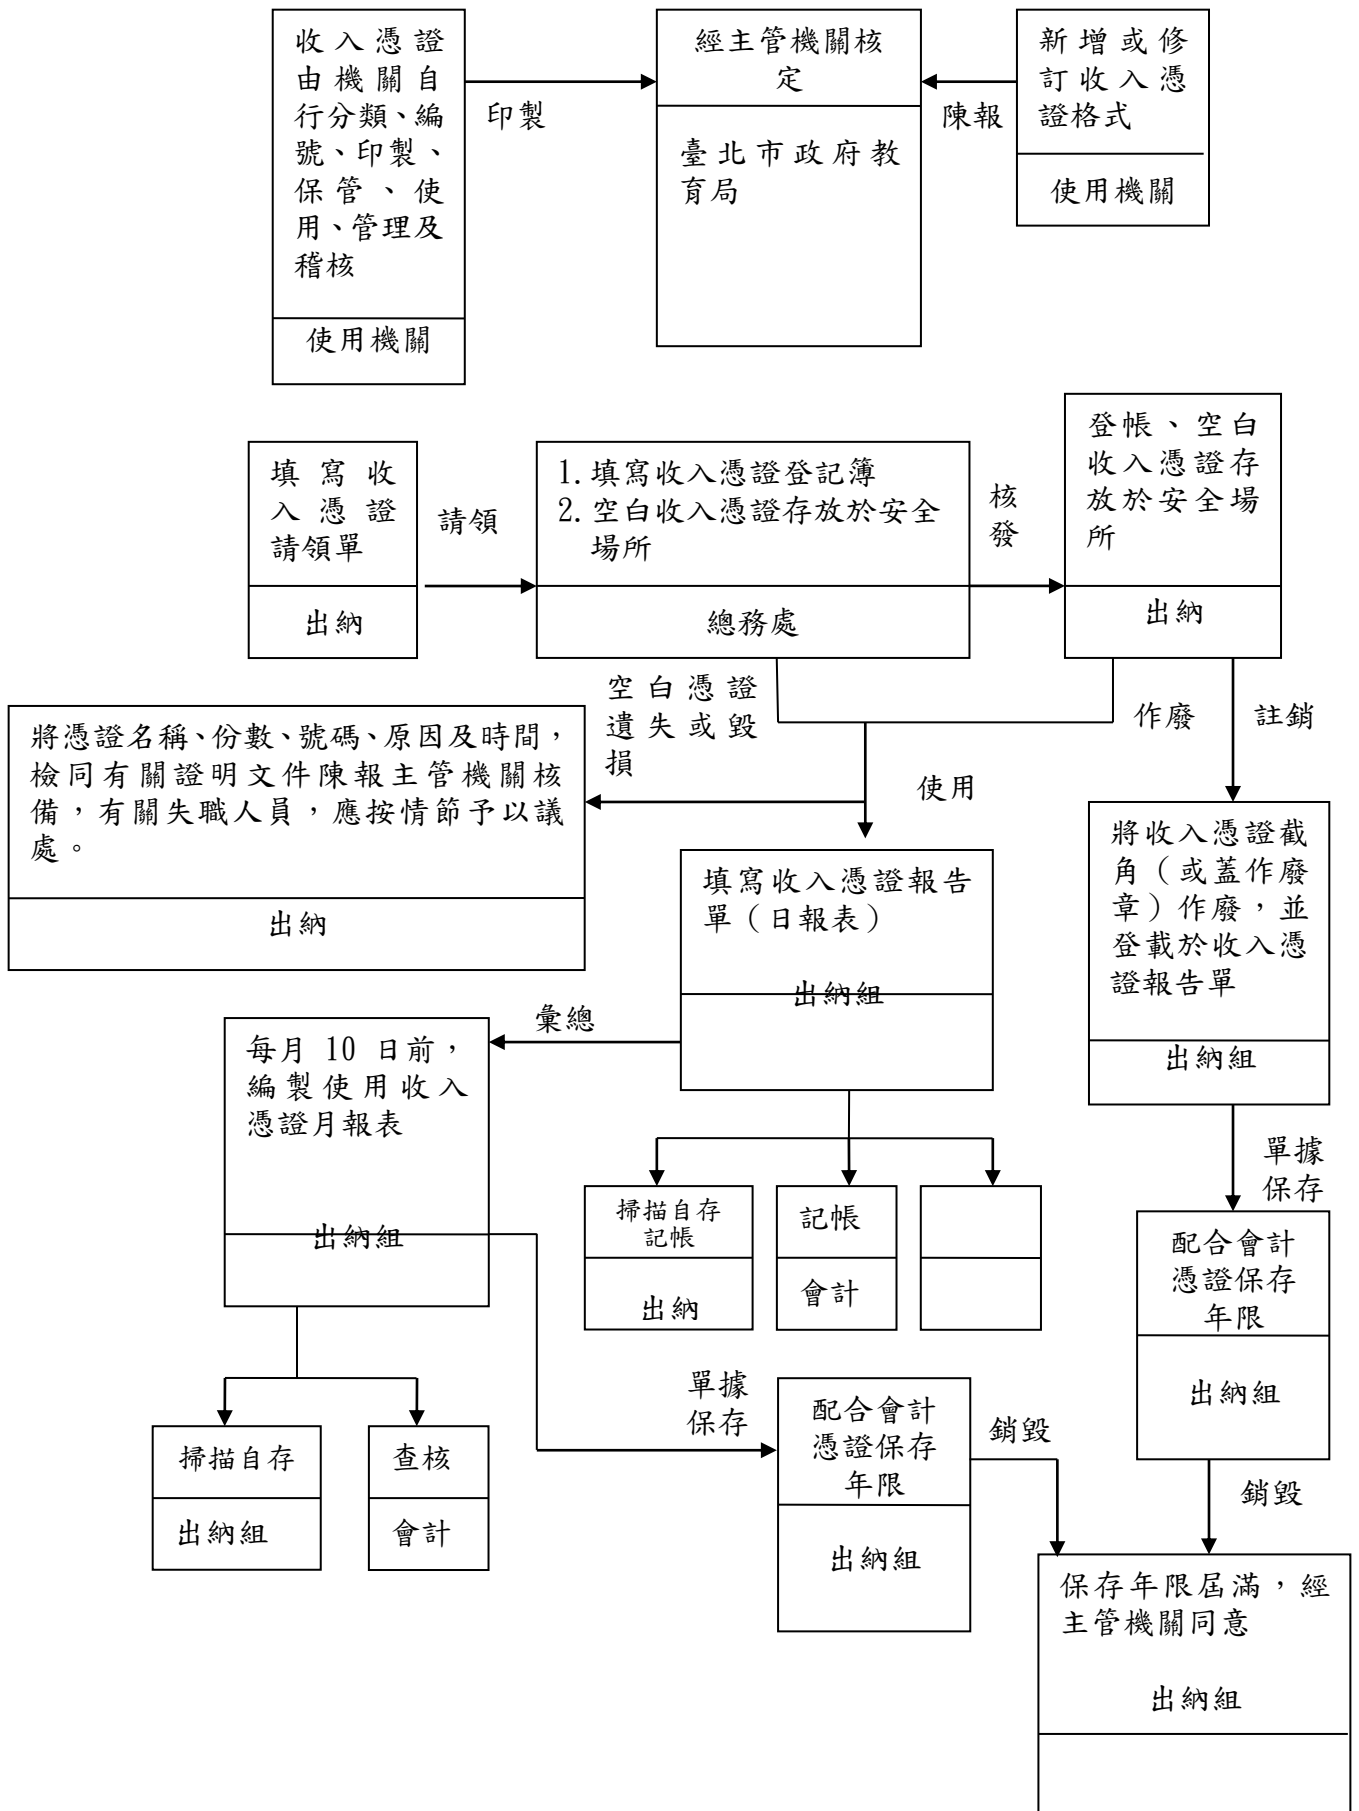 收入憑證
由機關自
行分類、編
號、印製、
保管、使
用、管理及
稽核
使用機關
印製
經主管機關核
定
臺北市政府教
育局
陳報
新增或修
訂收入憑
證格式
使用機關
填寫收
入憑證
請領單
出納
請領
1.填寫收入憑證登記簿
2.空白收入憑證存放於安全
場所
總務處
核
發
登帳、空白
收入憑證存
放於安全場
所
出納
空白憑證
遺失或毀
損
使用
作廢
註銷
將憑證名稱、份數、號碼、原因及時間，
檢同有關證明文件陳報主管機關核
備，有關失職人員，應按情節予以議
處。
出納
填寫收入憑證報告
單（日報表）
出納組
將收入憑證截
角（或蓋作廢
章）作廢，並
登載於收入憑
證報告單
出納組
彙總
每月 10 日前，
編製使用收入
憑證月報表
出納組
掃描自存
記帳
出納
記帳
會計
單據
保存
配合會計
憑證保存
年限
出納組
掃描自存
出納組
查核
會計
單據
保存
配合會計
憑證保存
年限
出納組
銷毀
銷毀
保存年限屆滿，經
主管機關同意
出納組